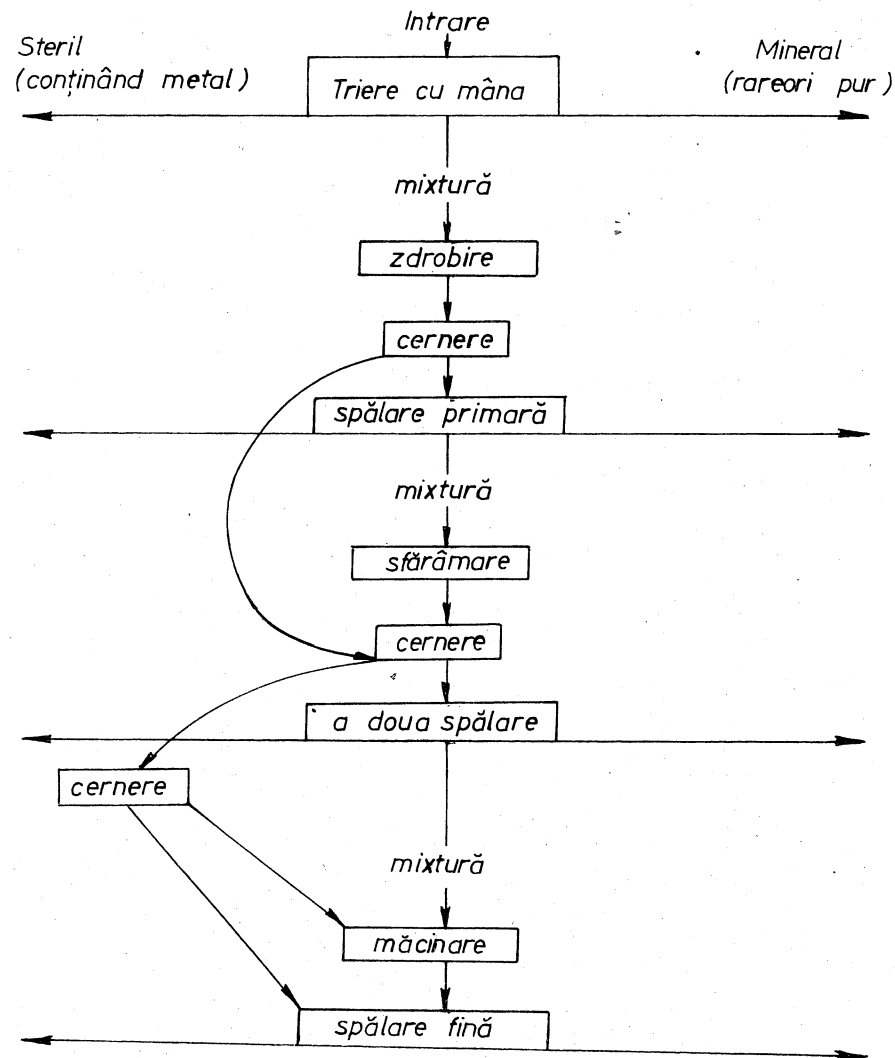 Intrare
Steril
(conținând metal)
Mineral
(rareori pur)
Triere cu mâna
mixtură
zdrobire
cernere
spălare primară
mixtură
sfărâmare
cernere
a doua spălare
cernere
mixtură
măcinare
spălare fină